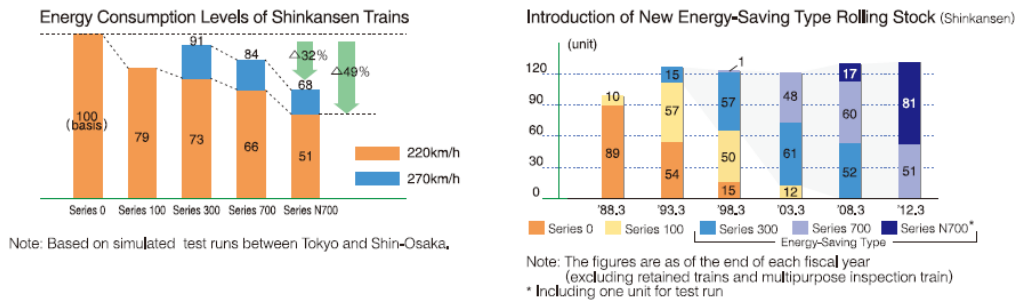 Energy Consumption Levels of Shinkansen Trains
100
(basis)
79
91
73
84
66
68
51
△32%
△49%
220km/h
270km/h
Series 0 Series 100 Series 300 Series 700 Series N700
Note: Based on simulated test runs between Tokyo and Shin-Osaka.
Introduction of New Energy-Saving Type Rolling Stock (Shinkansen)
(unit)
120
90
60
30
0
10
89
15
57
54
1
57
50
15
48
61
12
17
60
52
81
51
'88.3 '93.3 '98.3 '03.3 '08.3 '12.3
Series 0 Series 100 Series 300 Series 700 Series N700*
Energy-Saving Type
Note: The figures are as of the end of each fiscal year
(excluding retained trains and multipurpose inspection train)
* Including one unit for test run